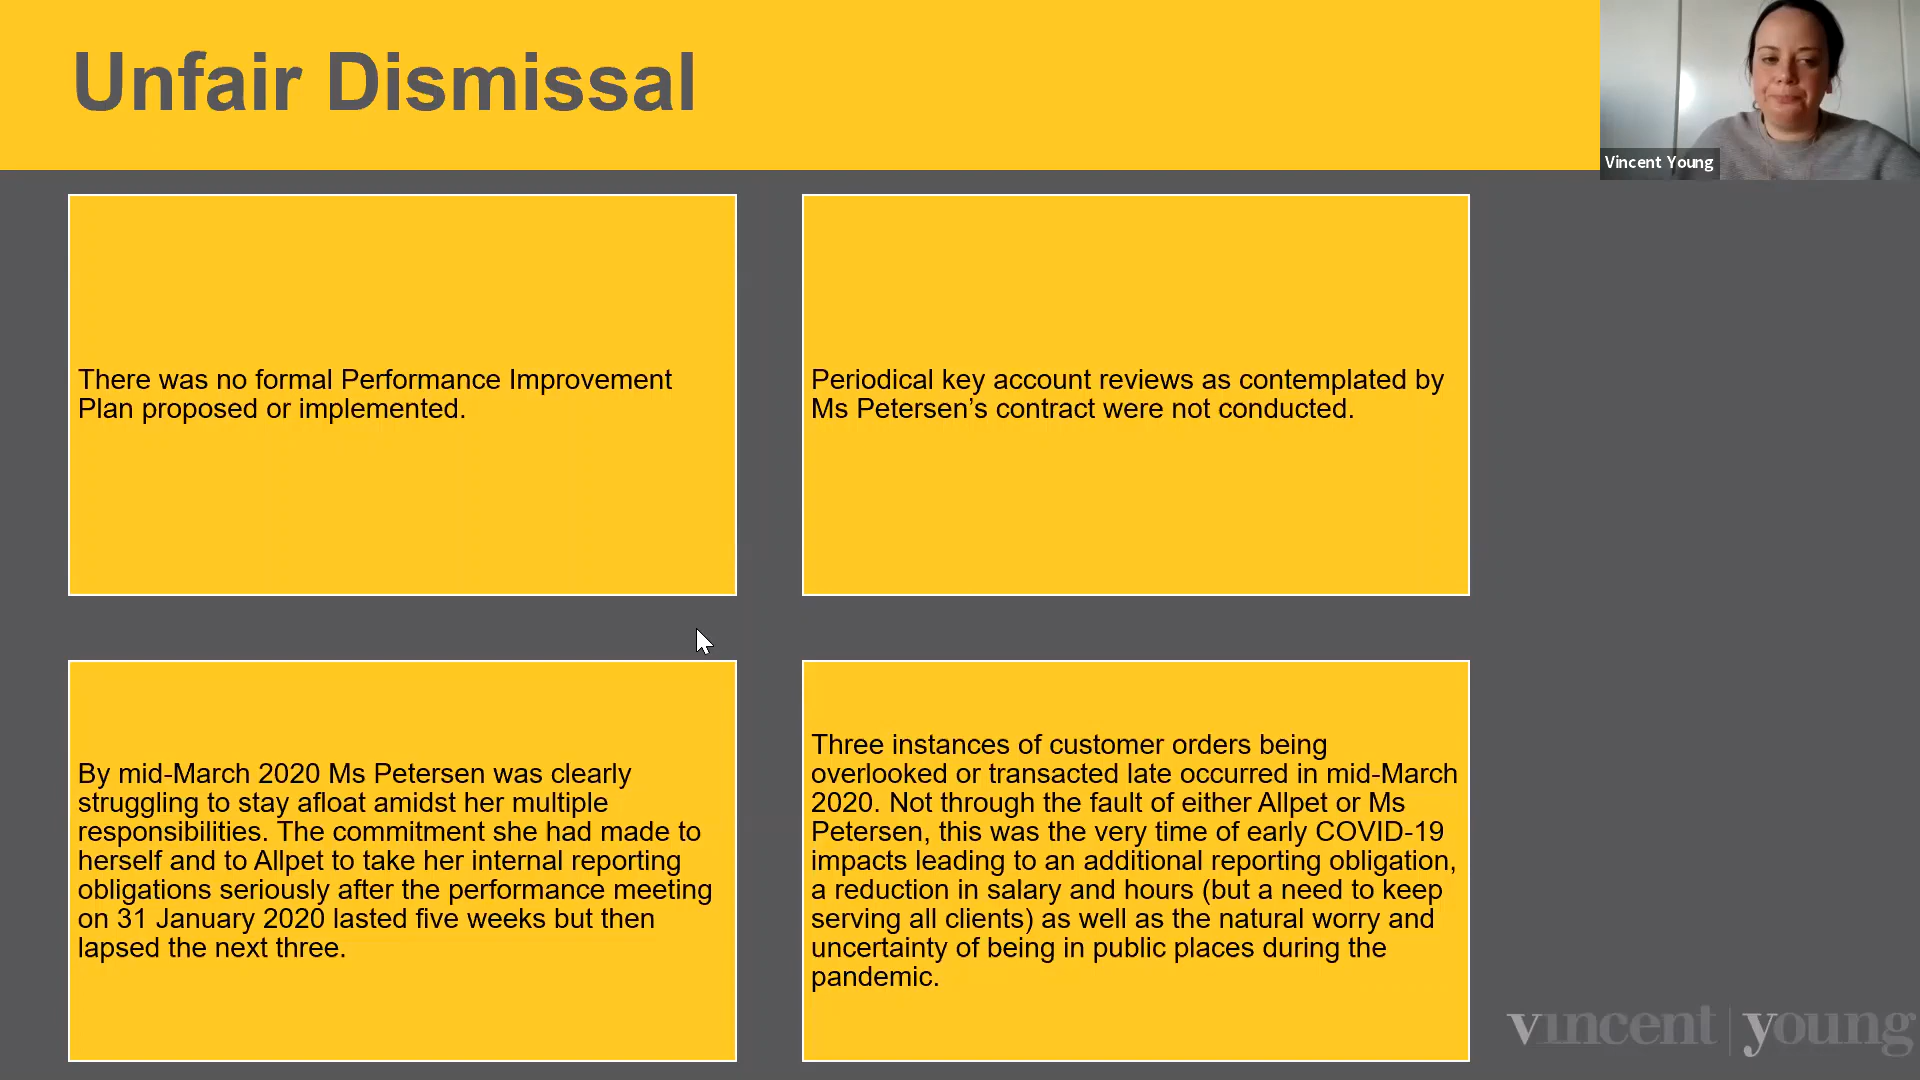 Unfair Dismissal
Vincent Young
There was no formal Performance Improvement
Plan proposed or implemented.
Periodical key account reviews as contemplated by
Ms Petersen’s contract were not conducted.
By mid-March 2020 Ms Petersen was clearly
struggling to stay afloat amidst her multiple
responsibilities. The commitment she had made to
herself and to Allpet to take her internal reporting
obligations seriously after the performance meeting
on 31 January 2020 lasted five weeks but then
lapsed the next three.
Three instances of customer orders being
overlooked or transacted late occurred in mid-March
2020. Not through the fault of either Allpet or Ms
Petersen, this was the very time of early COVID-19
impacts leading to an additional reporting obligation,
a reduction in salary and hours (but a need to keep
serving all clients) as well as the natural worry and
uncertainty of being in public places during the
pandemic.
vincent | young